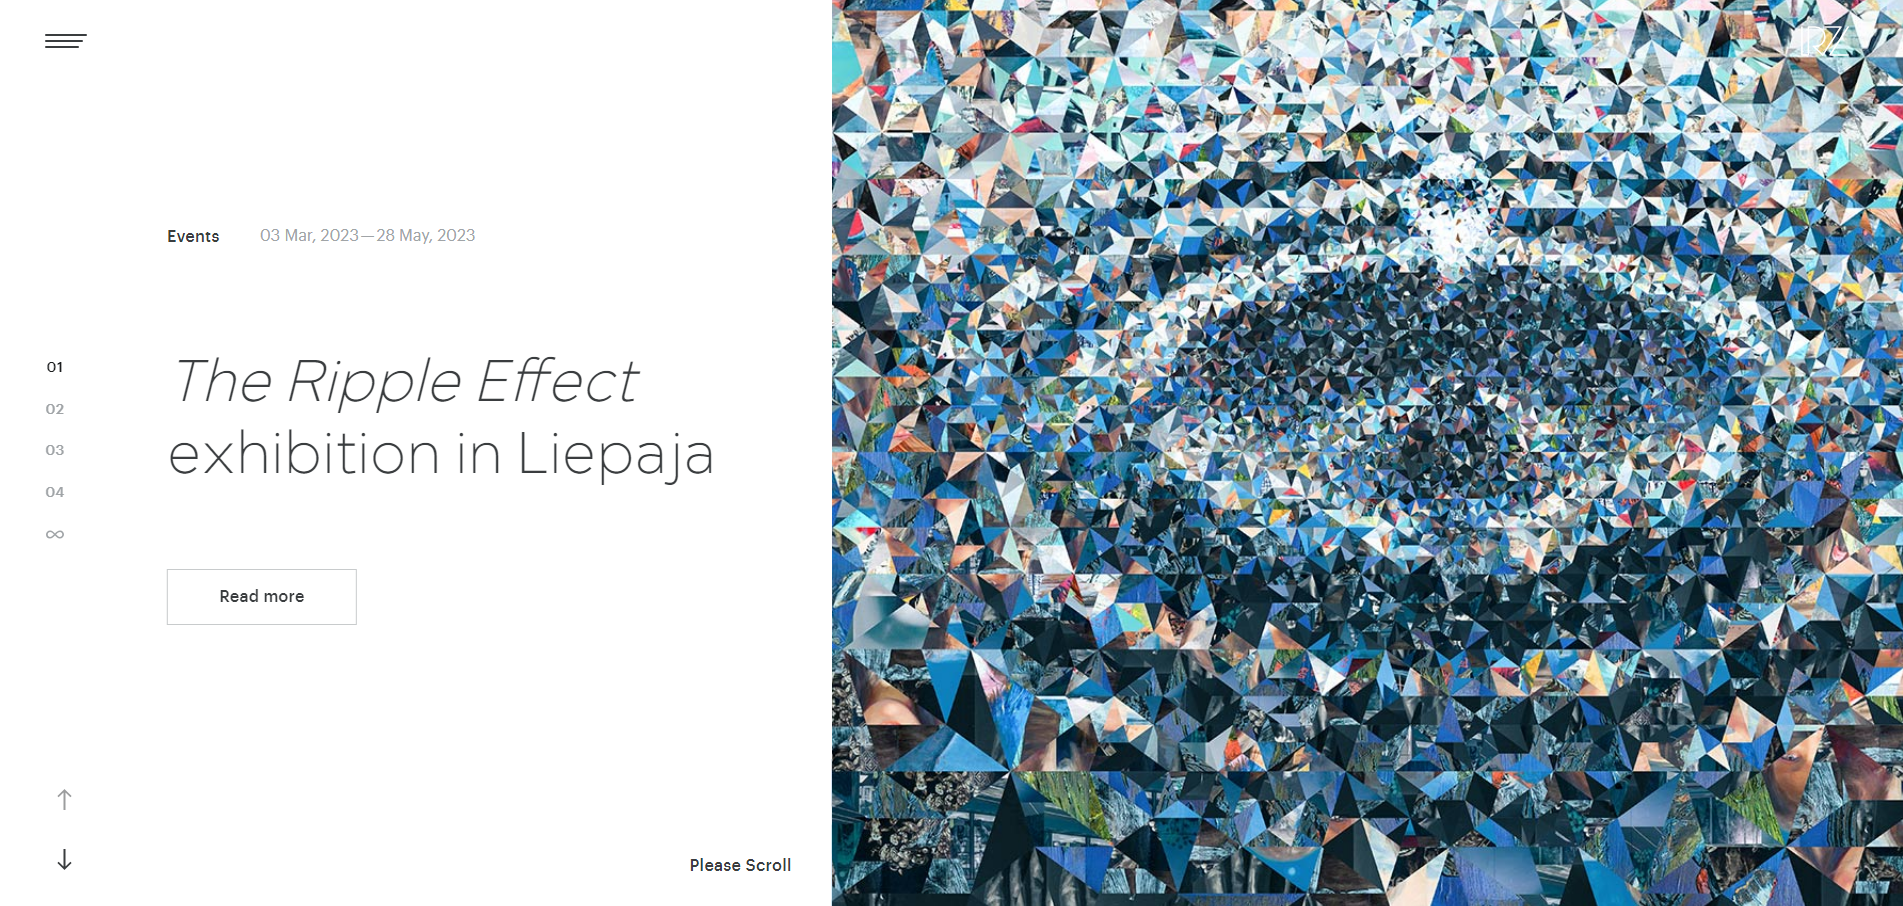 Events 03 Mar, 2023—28 May, 2023
The Ripple Effect
exhibition in Liepaja
01
02
03
04
∞
Read more
Please Scroll